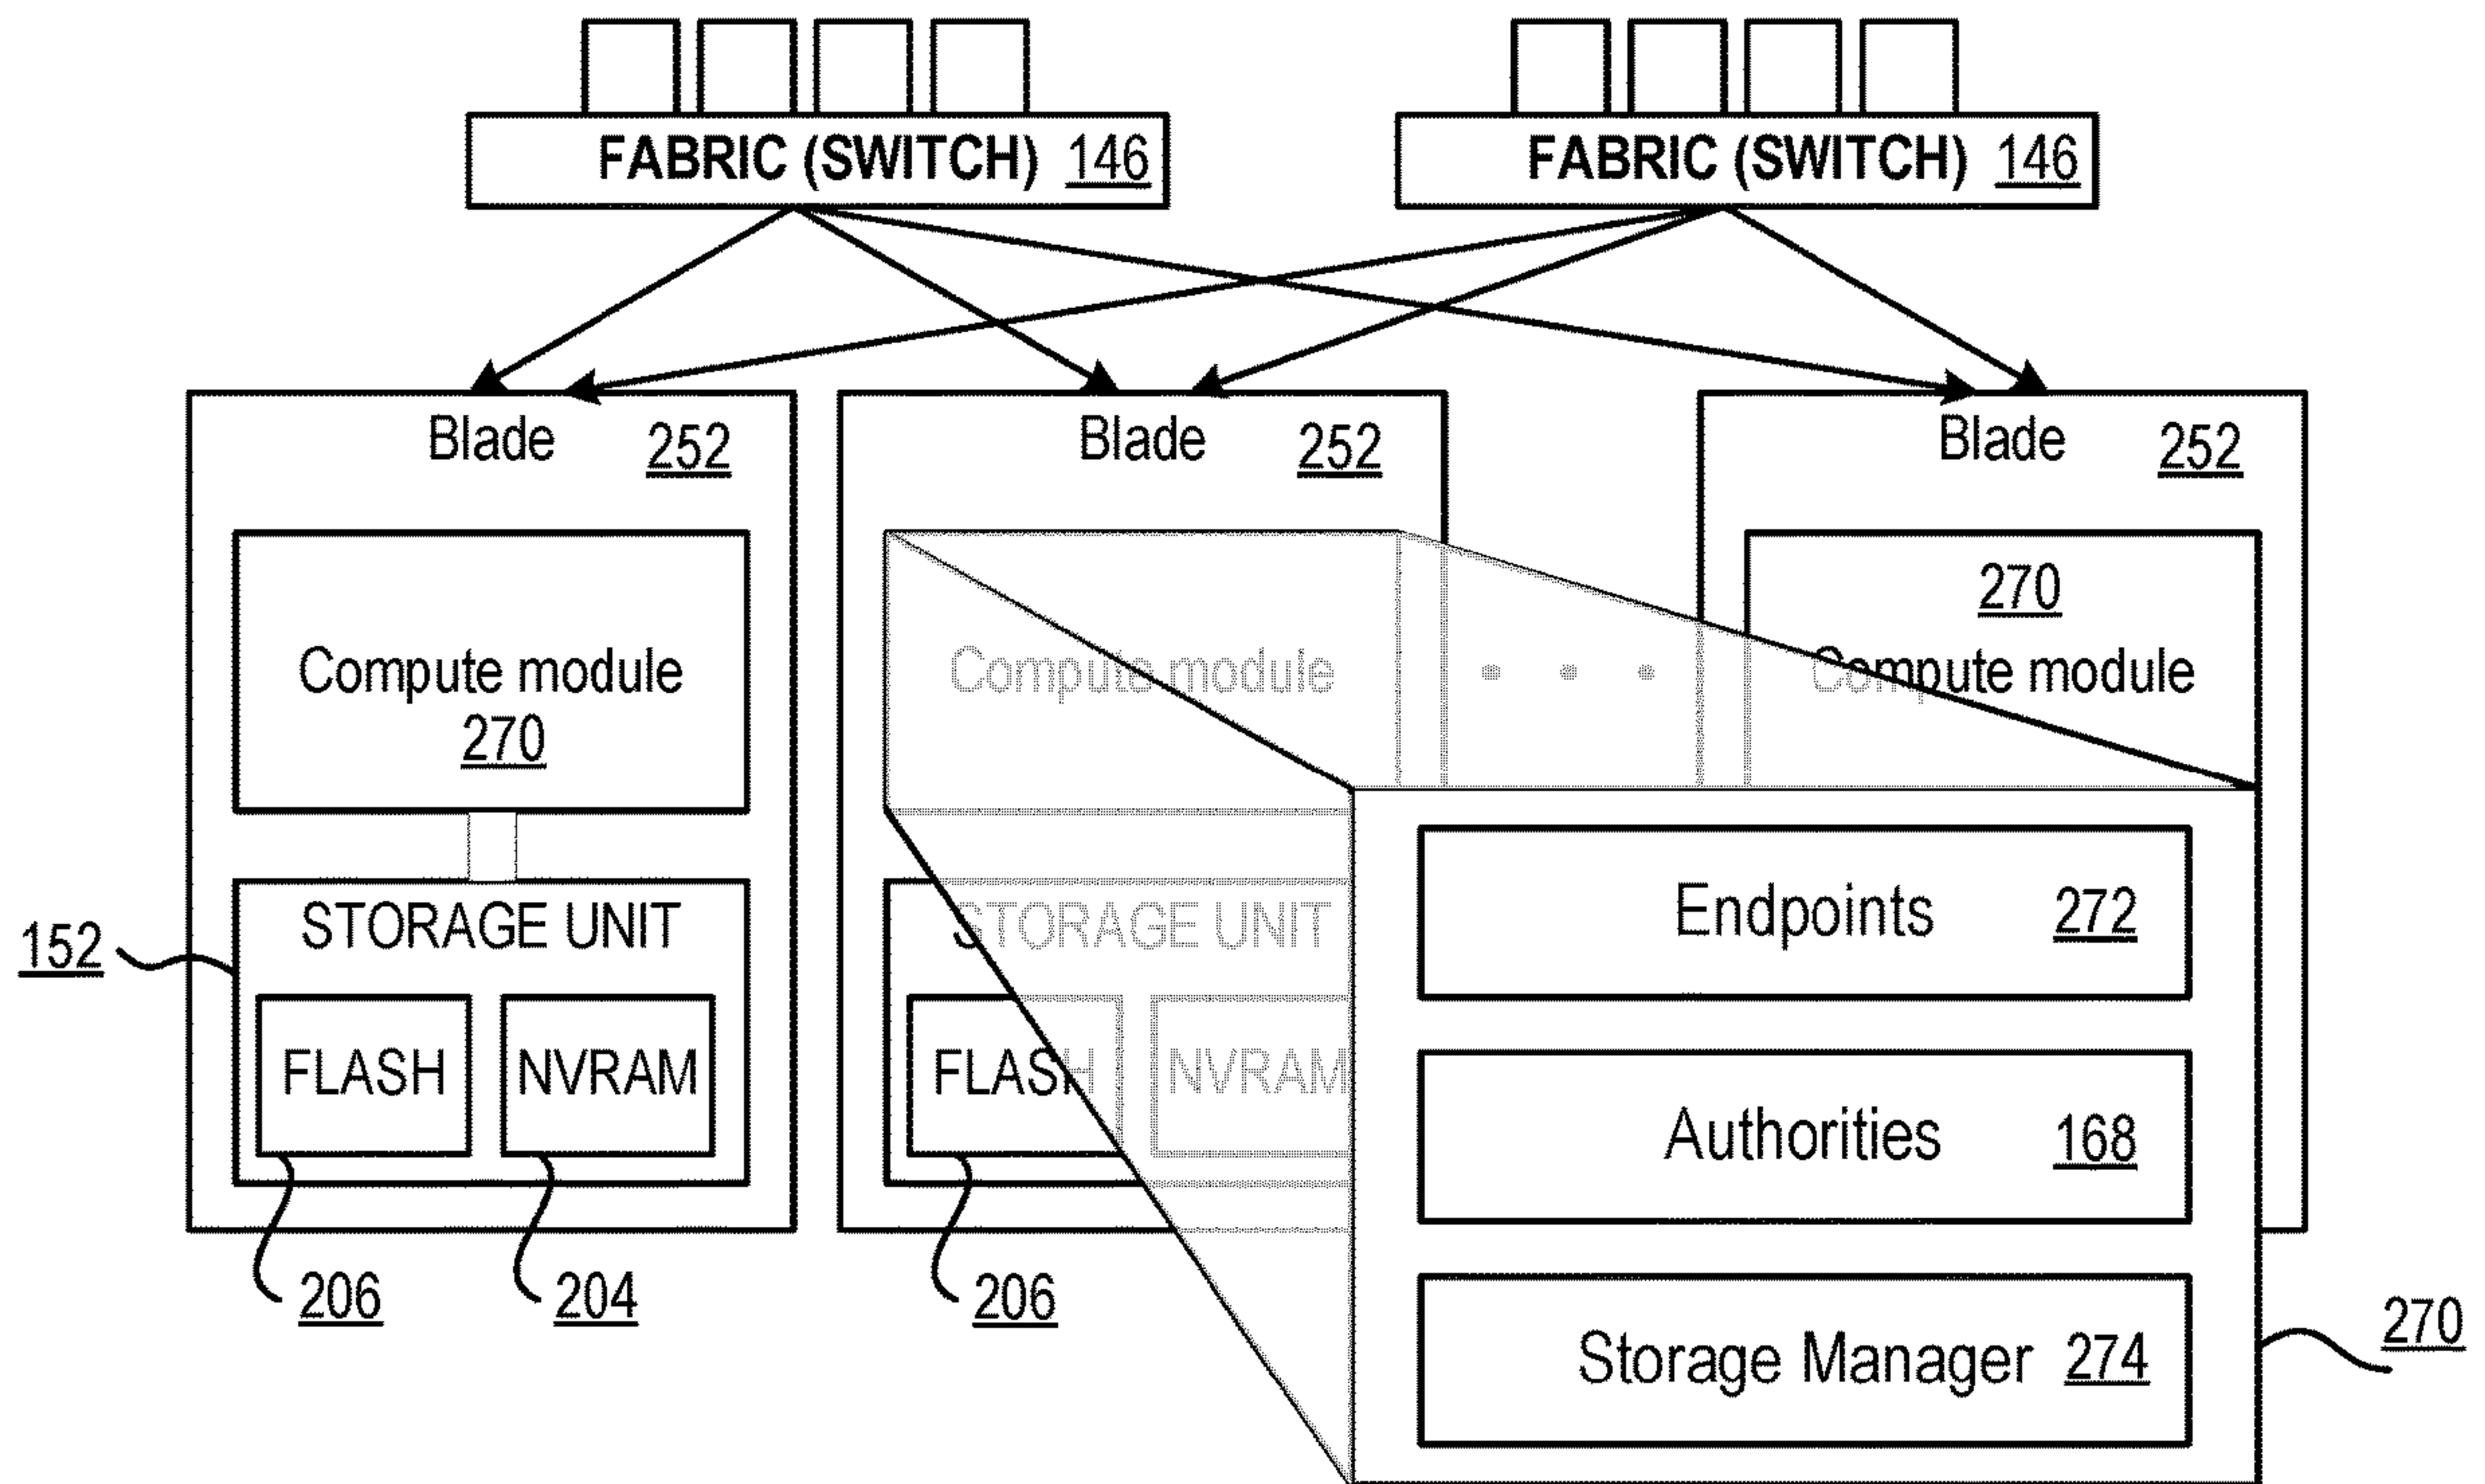 FABRIC (SWITCH) 146
FABRIC (SWITCH) 146
Blade 252
Blade 252
Blade 252
Compute module
270
Compute module
270
Compute module
152
STORAGE UNIT
FLASH
NVRAM
206
204
STORAGE UNIT
FLASH
NVRAM
206
Endpoints 272
Authorities 168
Storage Manager 274
270